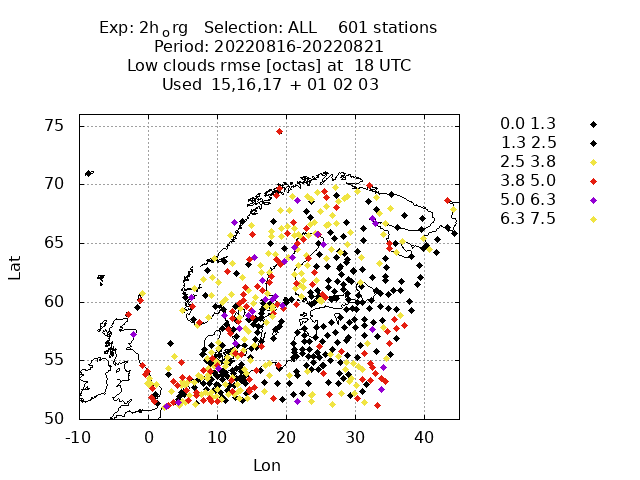 Exp: 2h_org   Selection: ALL    601 stations
Period: 20220816-20220821
Low clouds rmse [octas] at  18 UTC
Used  15,16,17 + 01 02 03
75
70
65
60
55
50
-10 0 10 20 30 40
Lat
Lon
0.0 1.3
1.3 2.5
2.5 3.8
3.8 5.0
5.0 6.3
6.3 7.5